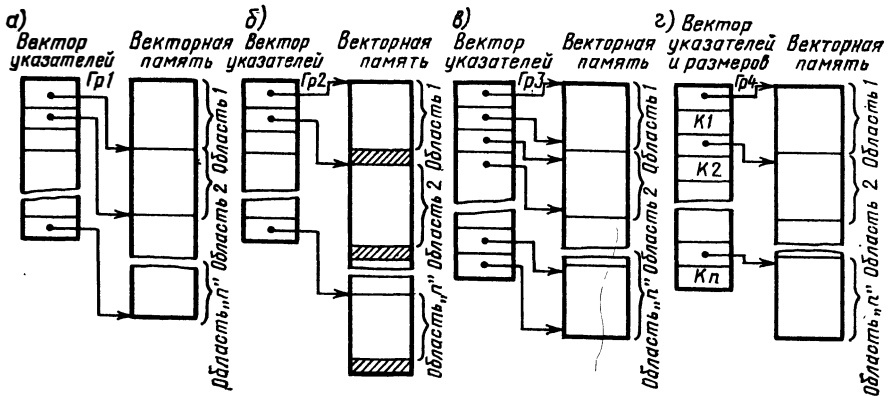 а)
Вектор
указателей
Гр1
Векторная
память
Область 1
Область 2
Область „п"
б)
Вектор
указателей
Гр2
Векторная
память
Область 1
Область 2
Область „п"
в)
Вектор
указателей
Гр3
Векторная
память
Область 1
Область 2
Область „п"
г)
Вектор
указателей
и размеров
Гр4
К1
К2
Кп
Векторная
память
Область 1
Область 2
Область „п"